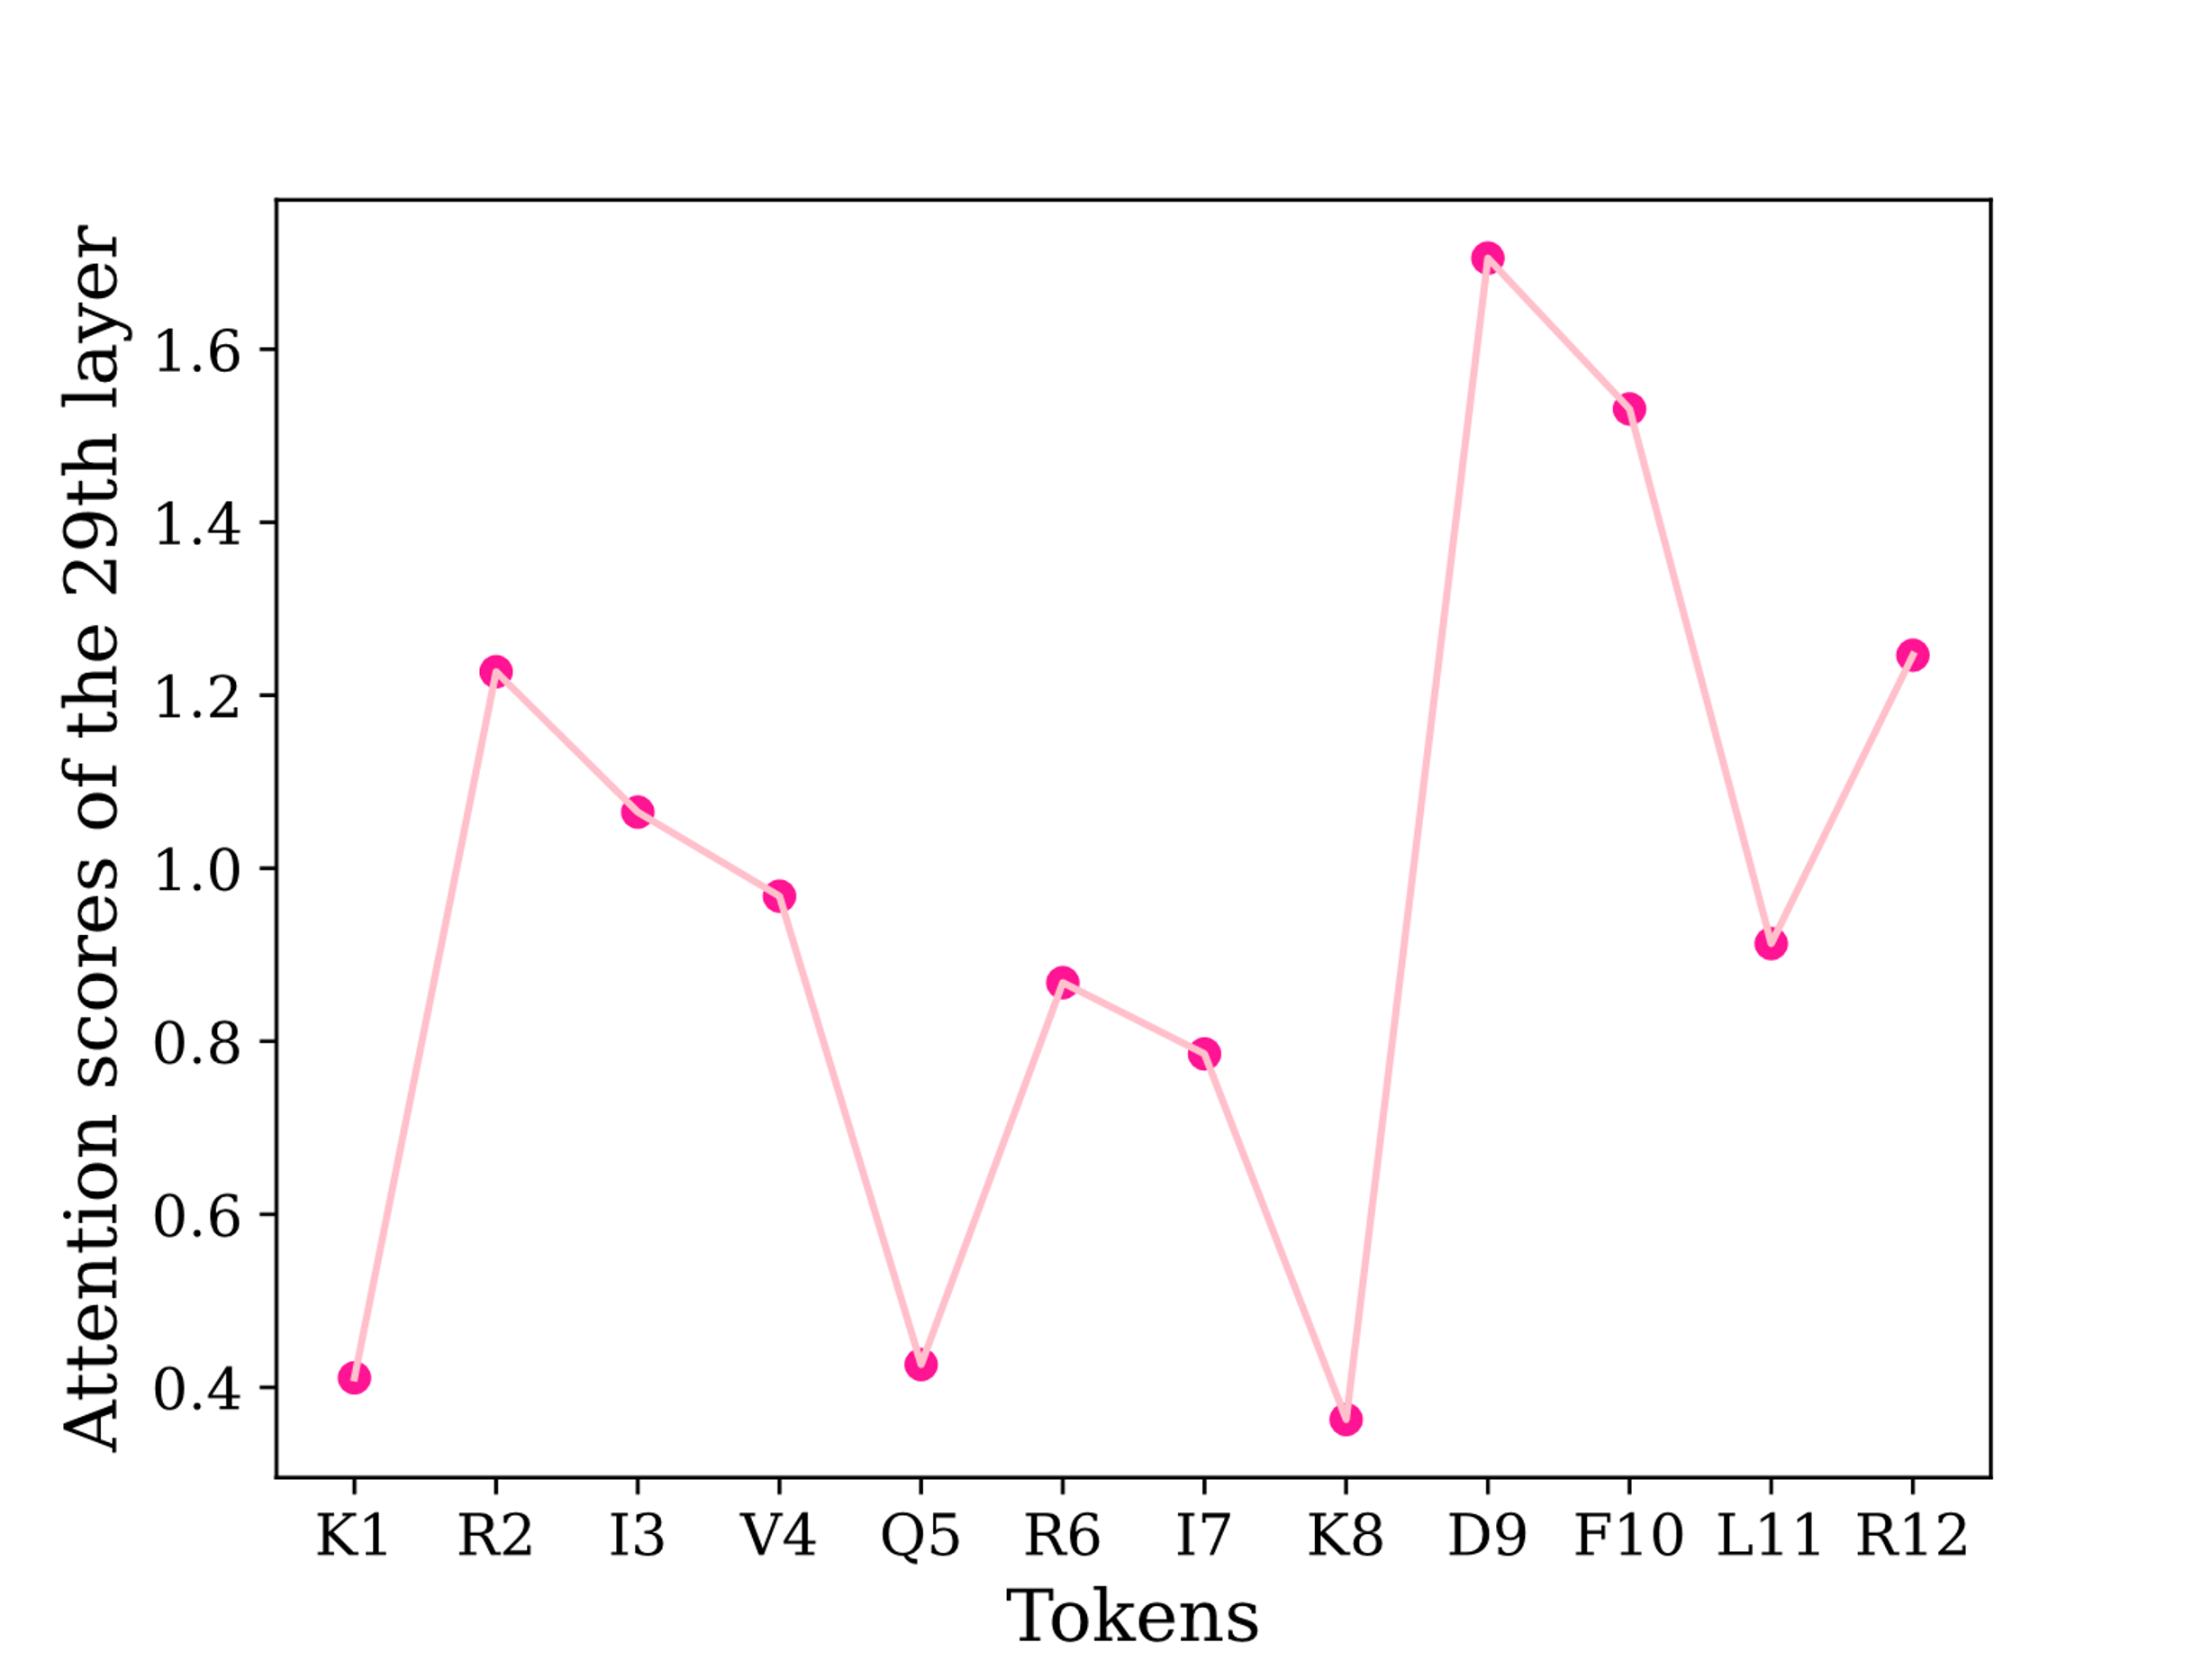 Attention scores of the 29th layer
1.6
1.4
1.2
1.0
0.8
0.6
0.4
K1 R2 I3 V4 Q5 R6 I7 K8 D9 F10 L11 R12
Tokens